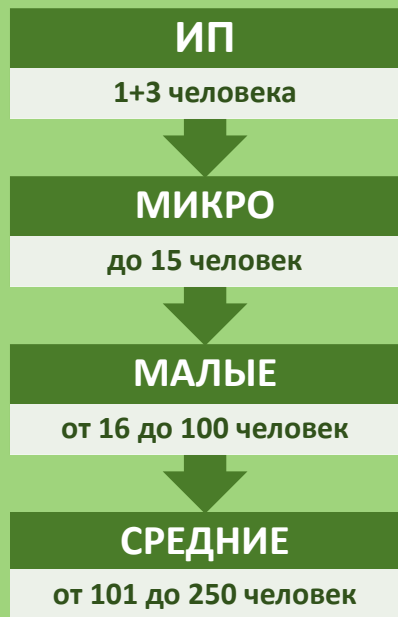 ИП
1+3 человека
МИКРО
до 15 человек
МАЛЫЕ
от 16 до 100 человек
СРЕДНИЕ
от 101 до 250 человек